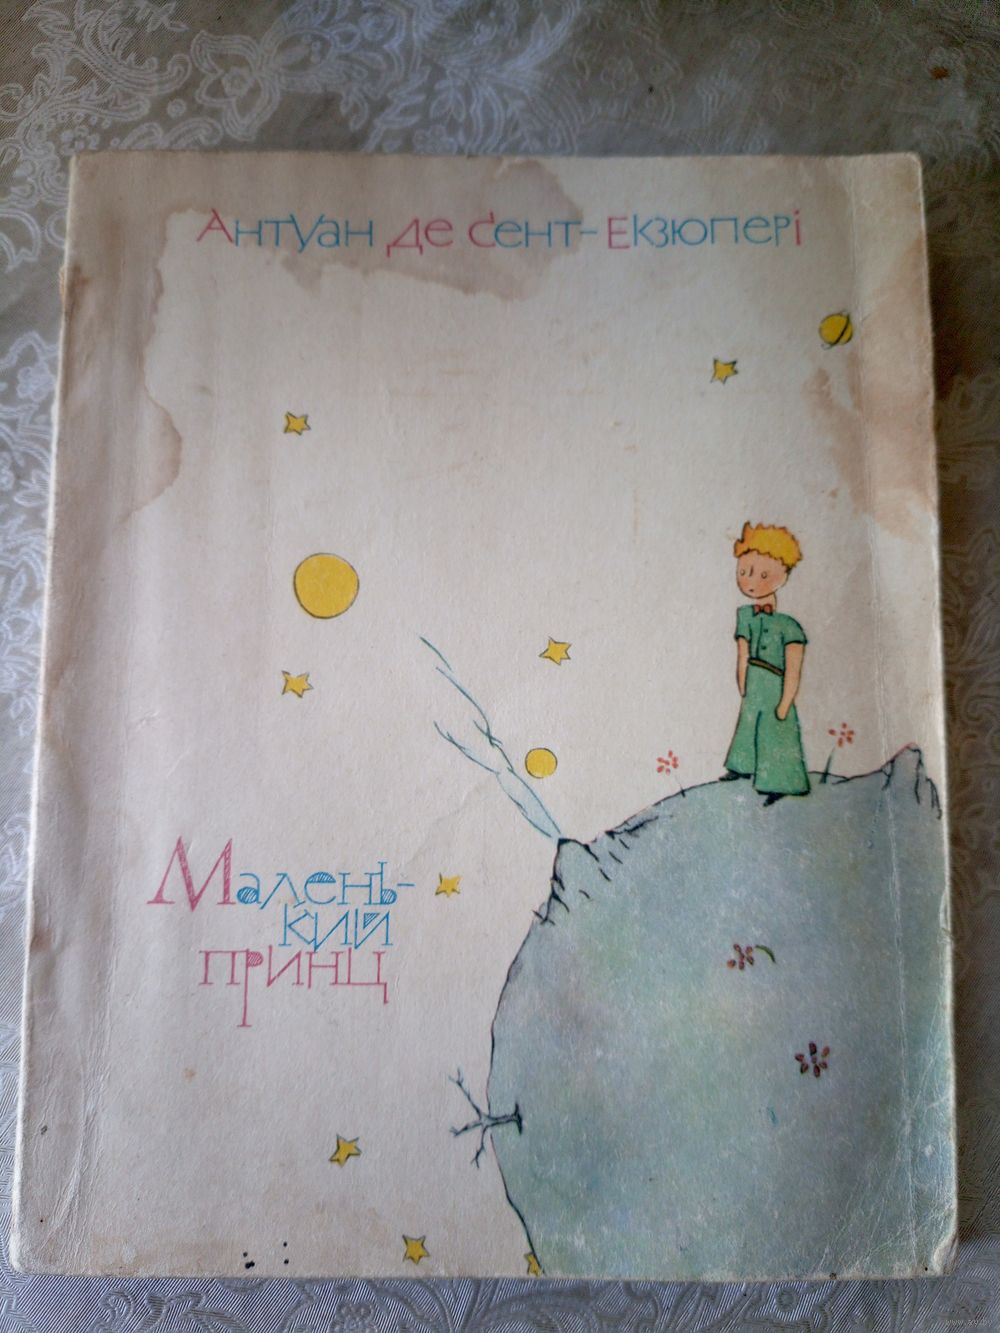 Антуан де Сент-Екзюпері
Малень-
кий
принц